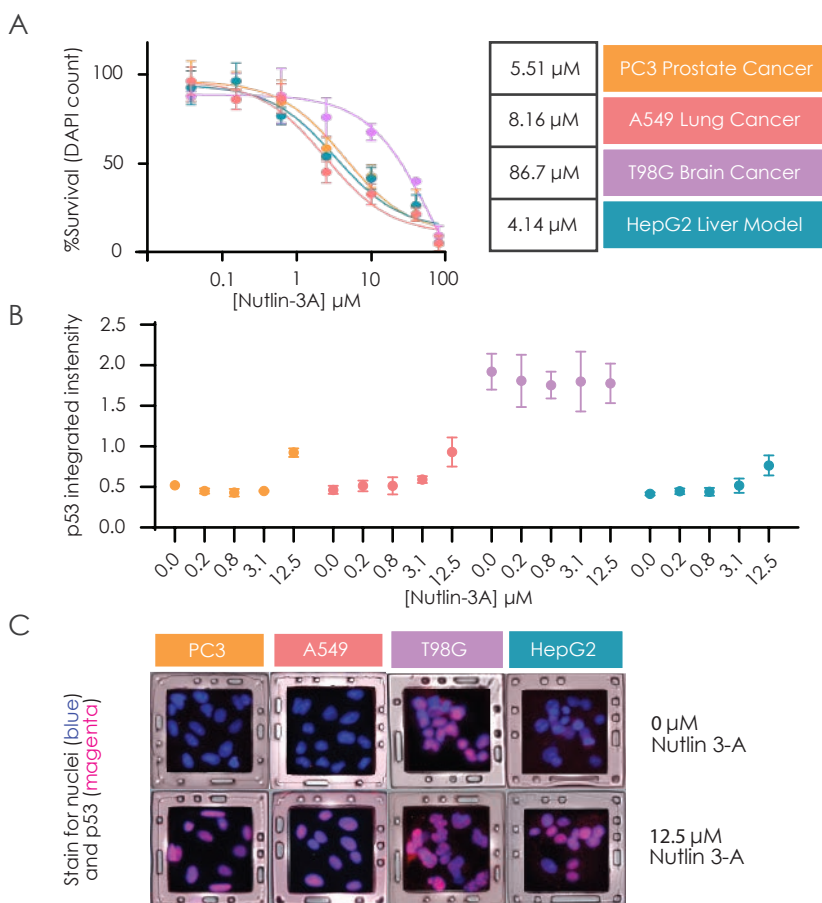 A
%Survival (DAPI count)
100
50
0
0.1
1
10
100
[Nutlin-3A] µM
5.51 µM
PC3 Prostate Cancer
8.16 µM
A549 Lung Cancer
86.7 µM
T98G Brain Cancer
4.14 µM
HepG2 Liver Model
B
p53 integrated instensity
2.5
2.0
1.5
1.0
0.5
0.0
0.0
0.2
0.8
3.1
12.5
0.0
0.2
0.8
3.1
12.5
0.0
0.2
0.8
3.1
12.5
0.0
0.2
0.8
3.1
12.5
[Nutlin-3A] µM
C
PC3
A549
T98G
HepG2
Stain for nuclei (blue)
and p53 (magenta)
0 µM
Nutlin 3-A
12.5 µM
Nutlin 3-A